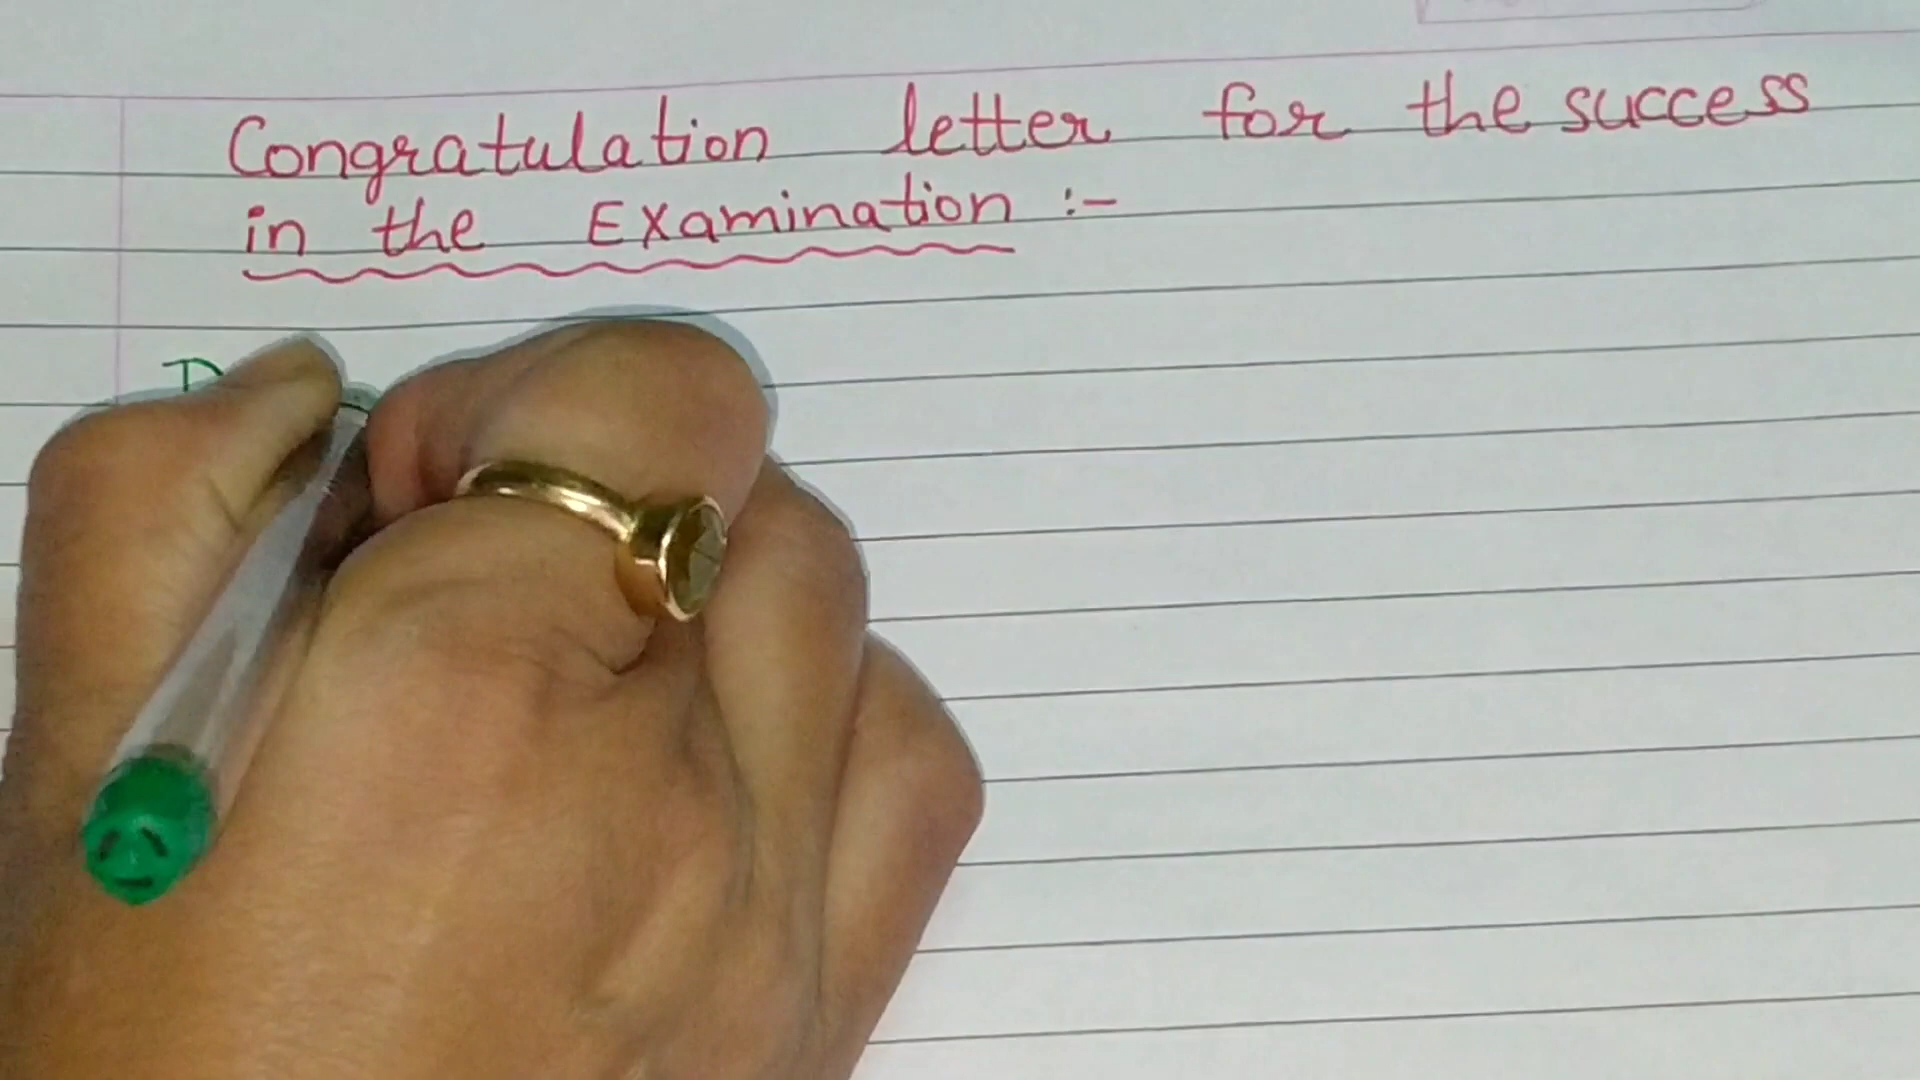 Congratulation letter for the success
in the Examination :-
D